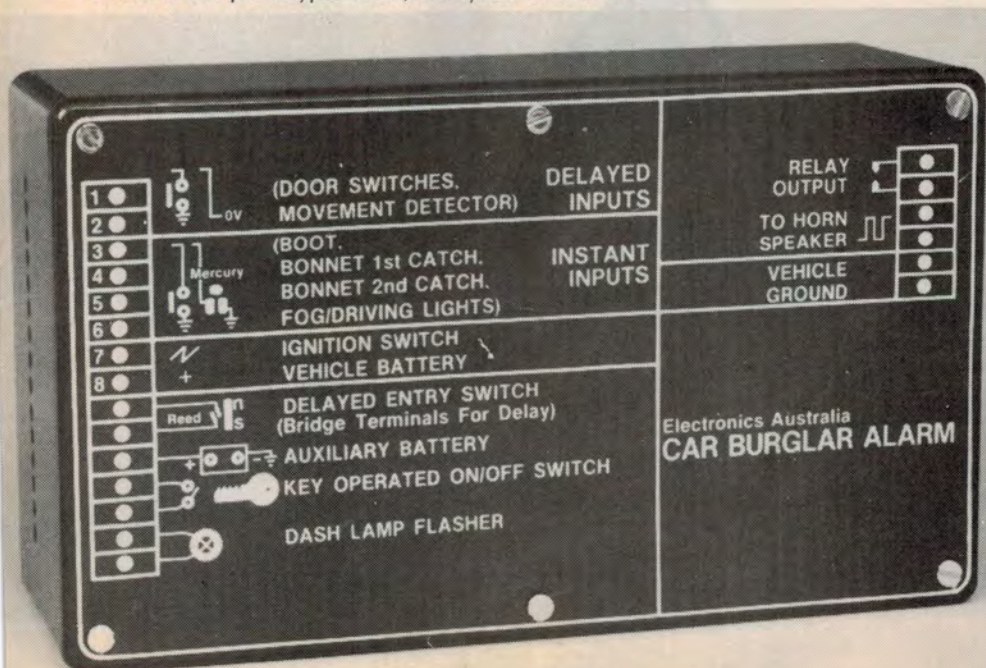 1
2
3
4
5
6
7
8
0V
(DOOR SWITCHES.
MOVEMENT DETECTOR)
DELAYED
INPUTS
Mercury
(BOOT.
BONNET 1st CATCH.
BONNET 2nd CATCH.
FOG/DRIVING LIGHTS)
INSTANT
INPUTS
IGNITION SWITCH
+ VEHICLE BATTERY
Reed
n
s
DELAYED ENTRY SWITCH
(Bridge Terminals For Delay)
+ - AUXILIARY BATTERY
KEY OPERATED ON/OFF SWITCH
DASH LAMP FLASHER
RELAY
OUTPUT
TO HORN
SPEAKER
VEHICLE
GROUND
Electronics Australia
CAR BURGLAR ALARM